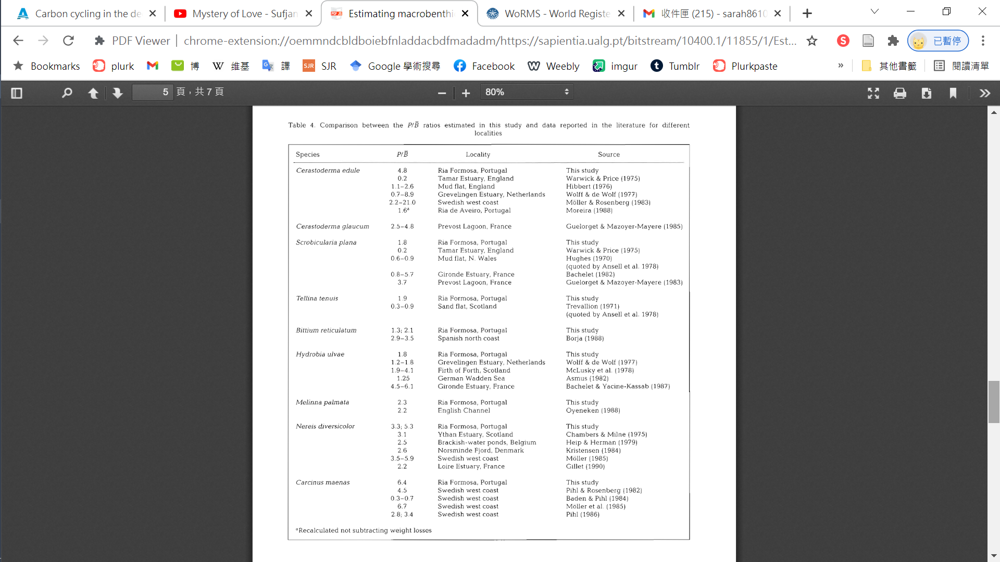 Carbon cycling in the de
Mystery of Love - Sufjan
Estimating macrobenthi
WoRMS - World Registe
收件匣 (215) - sarah8610
PDF Viewer
chrome-extension://oemmndcbldboiebfnladdacbdfmadadm/https://sapientia.ualg.pt/bitstream/10400.1/11855/1/Est...
已暫停
Bookmarks
plurk
博
維基
譯
SJR
SJR
Google 學術搜尋
Facebook
Weebly
imgur
Tumblr
Plurkpaste
»
其他書籤
閱讀清單
5 頁，共 7 頁
80%
Table 4. Comparison between the P/B̄ ratios estimated in this study and data reported in the literature for different
localities
Species P/B̄ Locality Source
Cerastoderma edule 4.8 Ria Formosa, Portugal This study
0.2 Tamar Estuary, England Warwick & Price (1975)
1.1–2.6 Mud flat, England Hibbert (1976)
0.7–8.9 Grevelingen Estuary, Netherlands Wolff & de Wolf (1977)
2.2–21.0 Swedish west coast Möller & Rosenberg (1983)
1.6ª Ria de Aveiro, Portugal Moreira (1988)
Cerastoderma glaucum 2.5–4.8 Prevost Lagoon, France Guelorget & Mazoyer-Mayere (1985)
Scrobicularia plana 1.8 Ria Formosa, Portugal This study
0.2 Tamar Estuary, England Warwick & Price (1975)
0.6–0.9 Mud flat, N. Wales Hughes (1970)
(quoted by Ansell et al. 1978)
0.8–5.7 Gironde Estuary, France Bachelet (1982)
3.7 Prevost Lagoon, France Guelorget & Mazoyer-Mayere (1983)
Tellina tenuis 1.9 Ria Formosa, Portugal This study
0.3–0.9 Sand flat, Scotland Trevallion (1971)
(quoted by Ansell et al. 1978)
Bittium reticulatum 1.3; 2.1 Ria Formosa, Portugal This study
2.9–3.5 Spanish north coast Borja (1988)
Hydrobia ulvae 1.8 Ria Formosa, Portugal This study
1.2–1.8 Grevelingen Estuary, Netherlands Wolff & de Wolf (1977)
1.9–4.1 Firth of Forth, Scotland McLusky et al. (1978)
1.25 German Wadden Sea Asmus (1982)
4.5–6.1 Gironde Estuary, France Bachelet & Yacine-Kassab (1987)
Melinna palmata 2.3 Ria Formosa, Portugal This study
2.2 English Channel Oyeneken (1988)
Nereis diversicolor 3.3; 5.3 Ria Formosa, Portugal This study
3.1 Ythan Estuary, Scotland Chambers & Milne (1975)
2.5 Brackish-water ponds, Belgium Heip & Herman (1979)
2.6 Norsminde Fjord, Denmark Kristensen (1984)
3.5–5.9 Swedish west coast Möller (1985)
2.2 Loire Estuary, France Gillet (1990)
Carcinus maenas 6.4 Ria Formosa, Portugal This study
4.5 Swedish west coast Pihl & Rosenberg (1982)
0.3–0.7 Swedish west coast Baden & Pihl (1984)
6.7 Swedish west coast Möller et al. (1985)
2.8; 3.4 Swedish west coast Pihl (1986)
ªRecalculated not subtracting weight losses